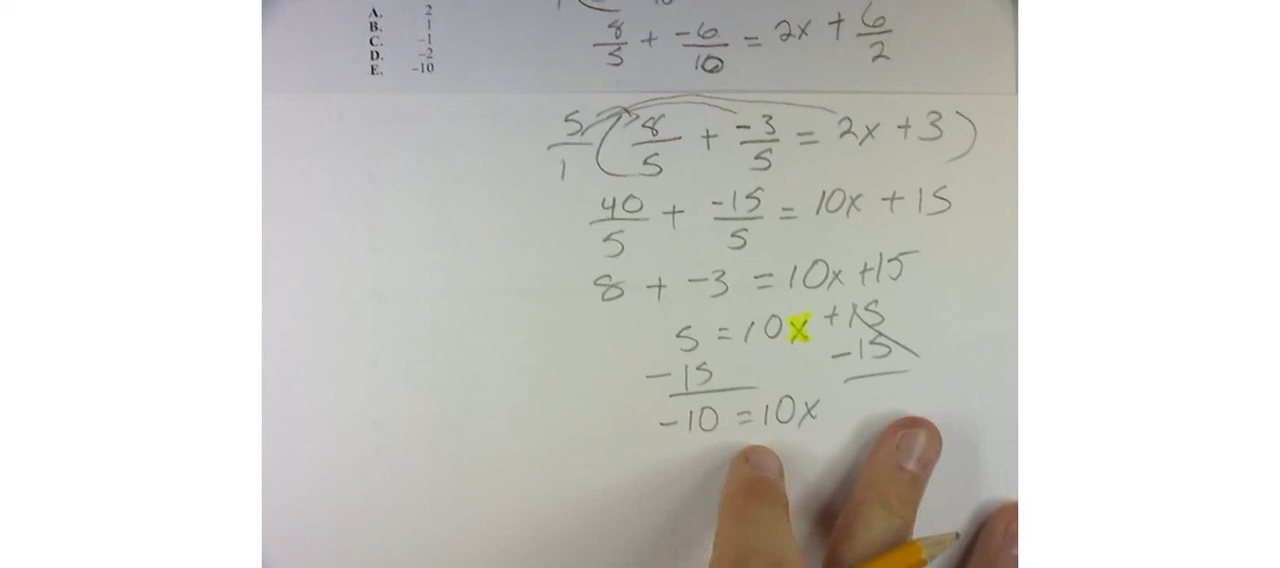 A. 2
B. 1
C. -1
D. -2
E. -10
8/5 + -6/10 = 2x + 6/2
5/1 ( 8/5 + -3/5 = 2x + 3 )
40/5 + -15/5 = 10x + 15
8 + -3 = 10x + 15
5 = 10x + 15
-15 -15
-10 = 10x